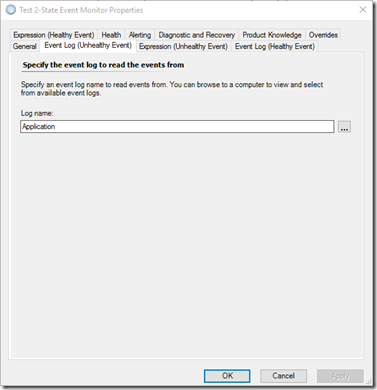 Test 2-State Event Monitor Properties
Expression (Healthy Event) Health Alerting Diagnostic and Recovery Product Knowledge Overrides
General Event Log (Unhealthy Event) Expression (Unhealthy Event) Event Log (Healthy Event)
Specify the event log to read the events from
Specify an event log name to read events from. You can browse to a computer to view and select
from available event logs.
Log name:
Application
...
OK Cancel Apply